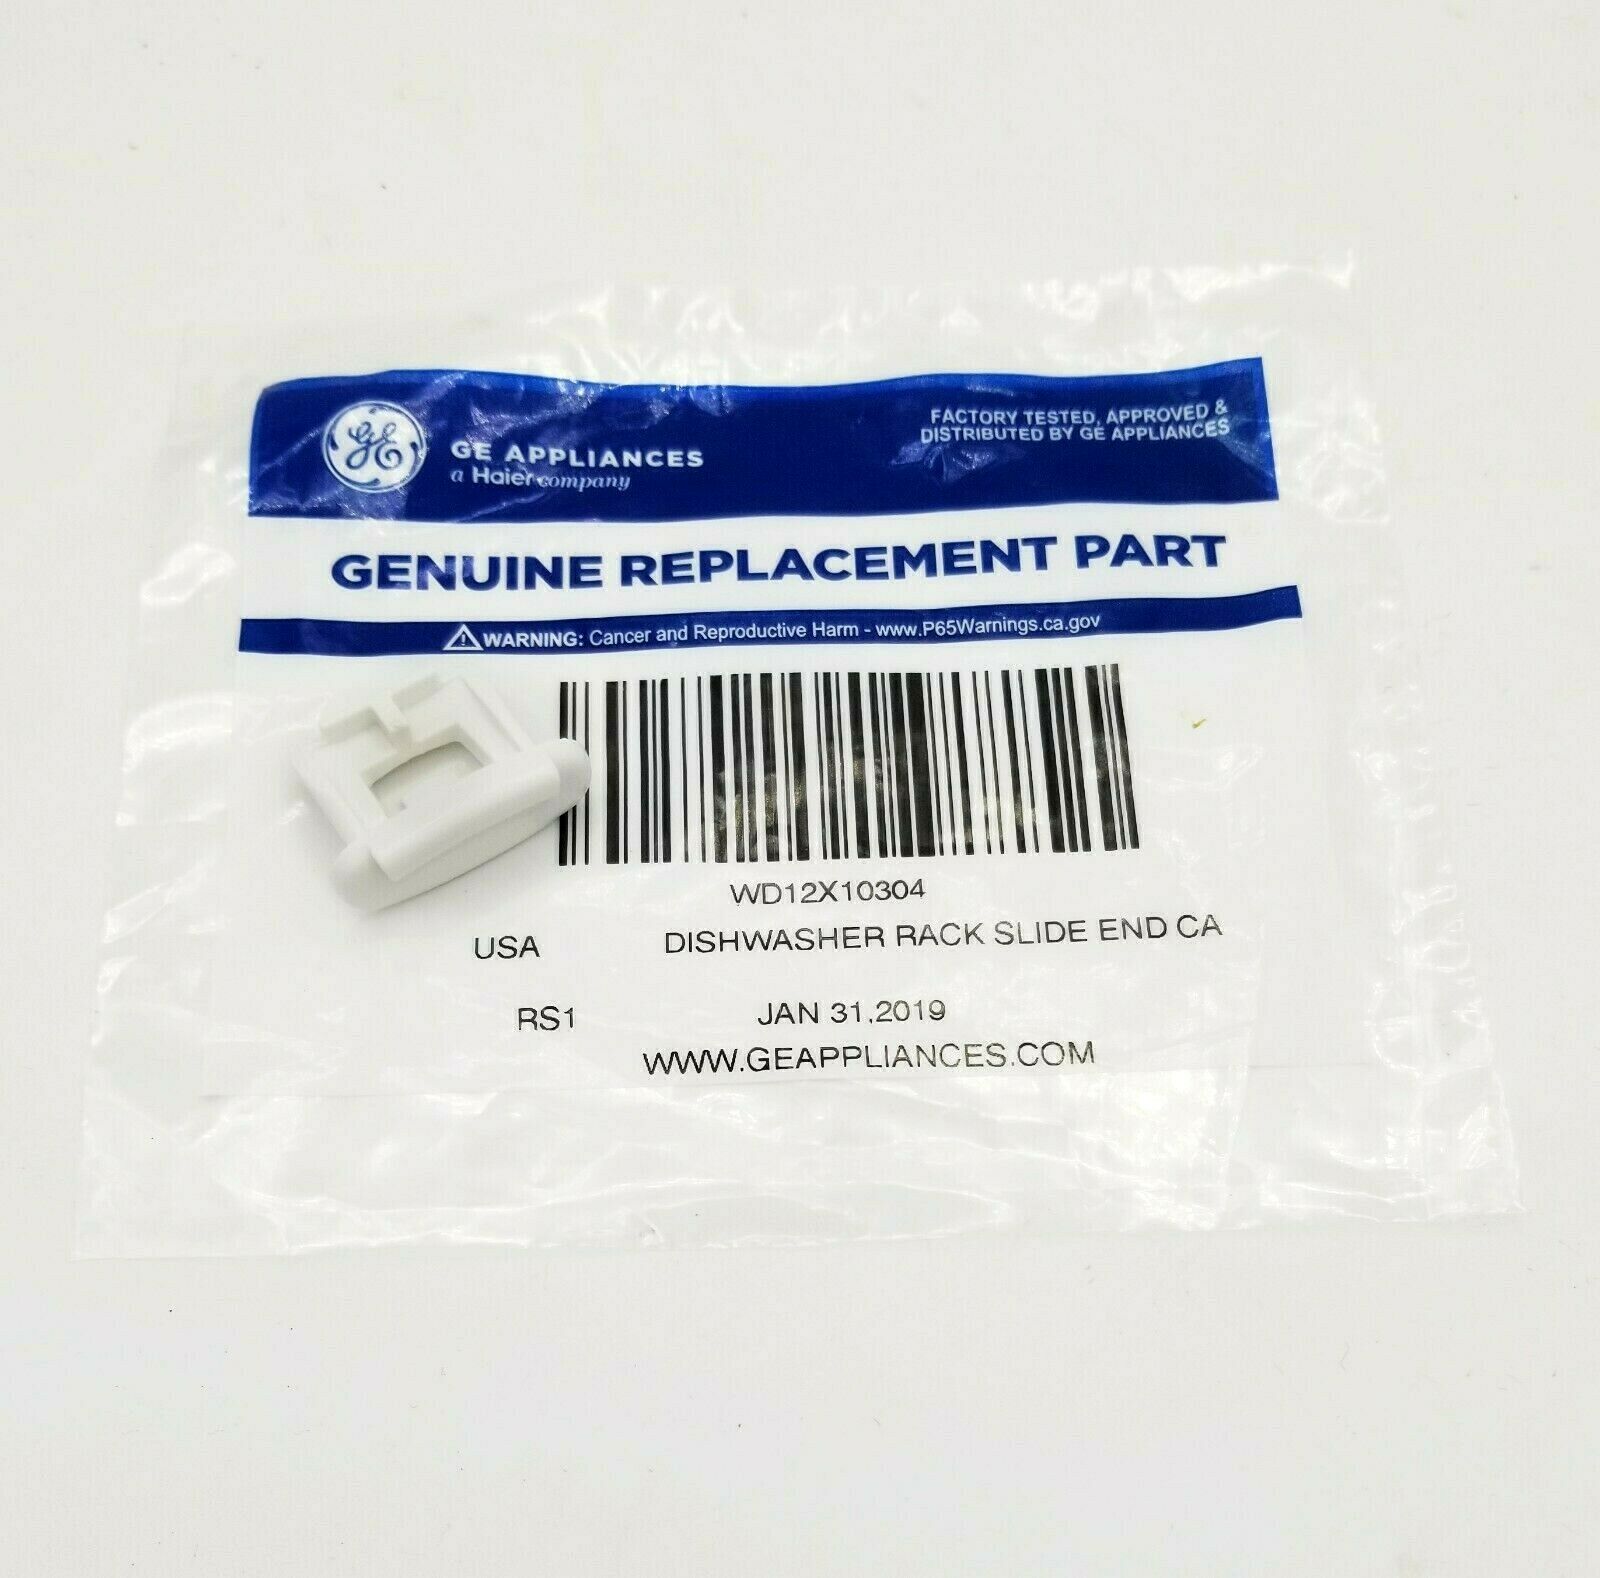 GE
GE APPLIANCES
a Haier company
FACTORY TESTED, APPROVED &
DISTRIBUTED BY GE APPLIANCES
GENUINE REPLACEMENT PART
WARNING: Cancer and Reproductive Harm - www.P65Warnings.ca.gov
WD12X10304
USA DISHWASHER RACK SLIDE END CA
RS1 JAN 31,2019
WWW.GEAPPLIANCES.COM